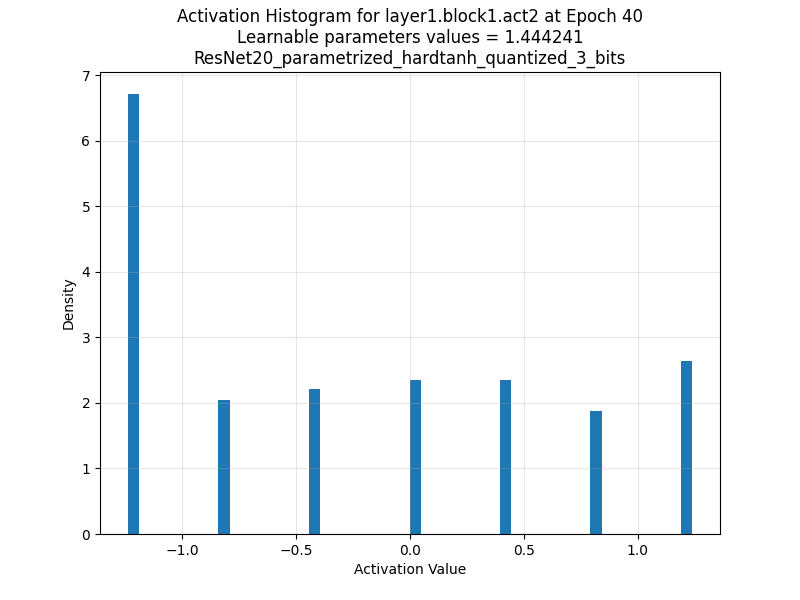 Activation Histogram for layer1.block1.act2 at Epoch 40
Learnable parameters values = 1.444241
ResNet20_parametrized_hardtanh_quantized_3_bits
7
6
5
4
3
2
1
0
Density
−1.0 −0.5 0.0 0.5 1.0
Activation Value